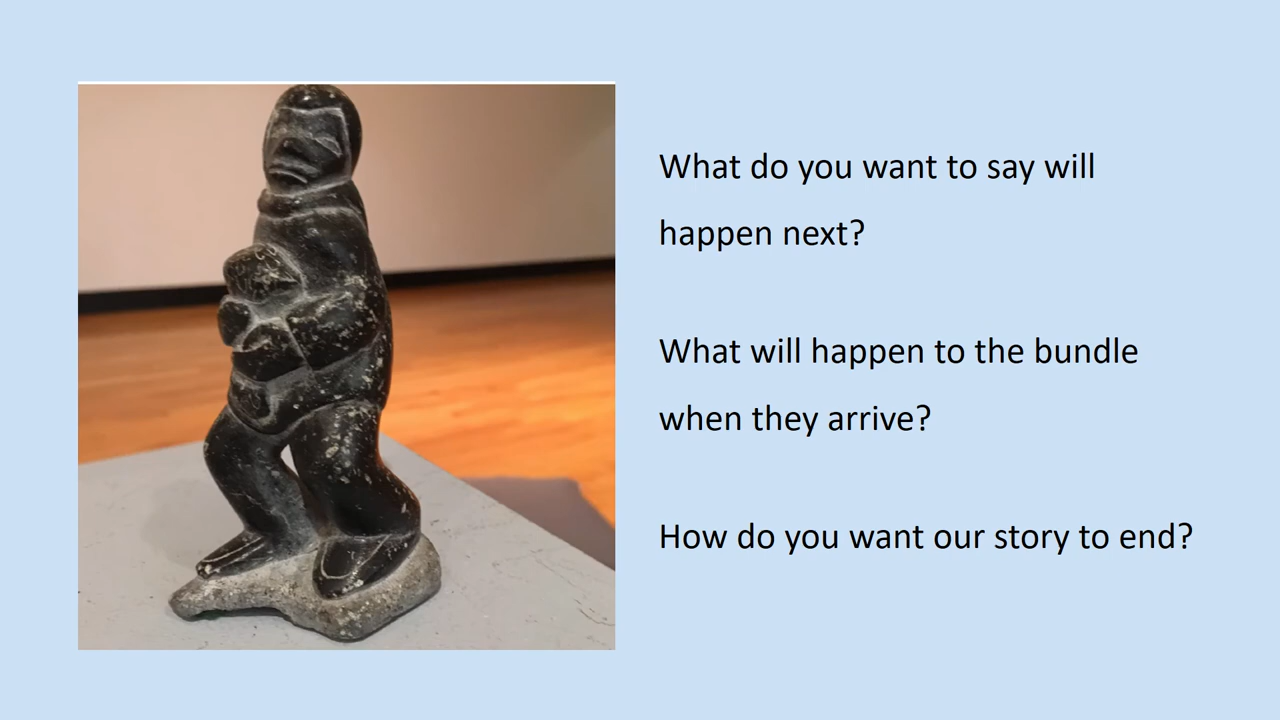 What do you want to say will
happen next?
What will happen to the bundle
when they arrive?
How do you want our story to end?